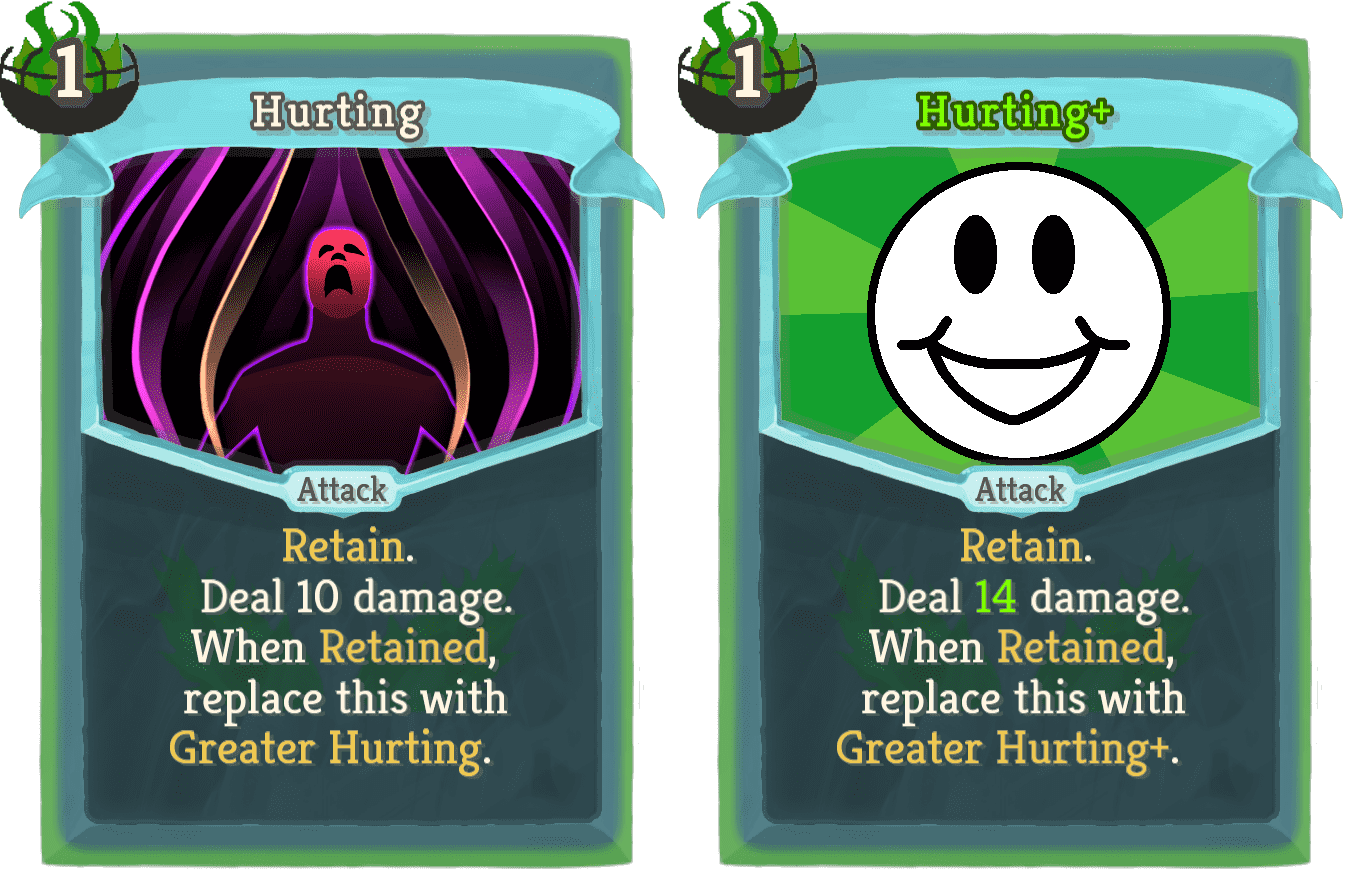 1
Hurting
Attack
Retain.
Deal 10 damage.
When Retained,
replace this with
Greater Hurting.
1
Hurting+
Attack
Retain.
Deal 14 damage.
When Retained,
replace this with
Greater Hurting+.